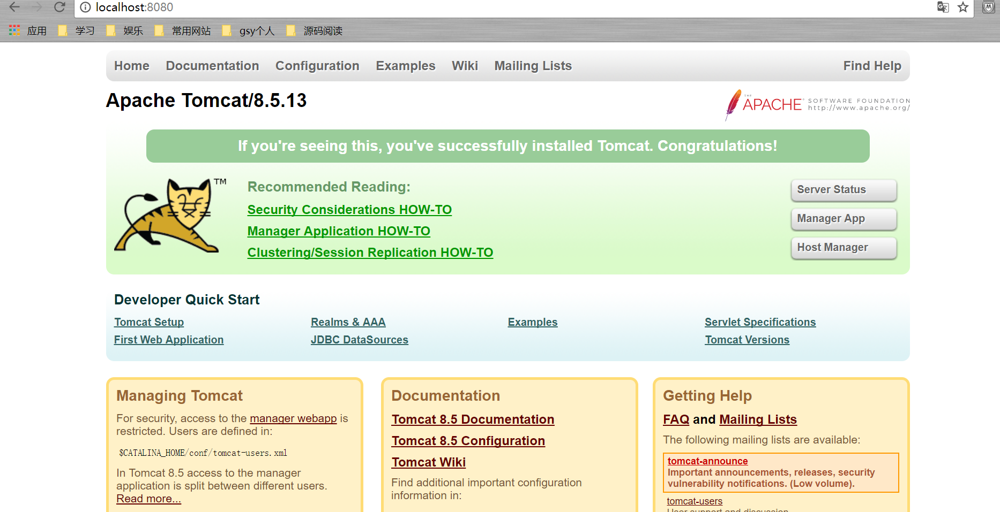 localhost:8080
应用 学习 娱乐 常用网站 gsy个人 源码阅读
Home Documentation Configuration Examples Wiki Mailing Lists Find Help
Apache Tomcat/8.5.13
THE APACHE® SOFTWARE FOUNDATION
http://www.apache.org/
If you're seeing this, you've successfully installed Tomcat. Congratulations!
TM
Recommended Reading:
Security Considerations HOW-TO
Manager Application HOW-TO
Clustering/Session Replication HOW-TO
Server Status
Manager App
Host Manager
Developer Quick Start
Tomcat Setup
First Web Application
Realms & AAA
JDBC DataSources
Examples
Servlet Specifications
Tomcat Versions
Managing Tomcat
For security, access to the manager webapp is
restricted. Users are defined in:
$CATALINA_HOME/conf/tomcat-users.xml
In Tomcat 8.5 access to the manager
application is split between different users.
Read more...
Documentation
Tomcat 8.5 Documentation
Tomcat 8.5 Configuration
Tomcat Wiki
Find additional important configuration
information in:
Getting Help
FAQ and Mailing Lists
The following mailing lists are available:
tomcat-announce
Important announcements, releases, security
vulnerability notifications. (Low volume).
tomcat-users
User support and discussion